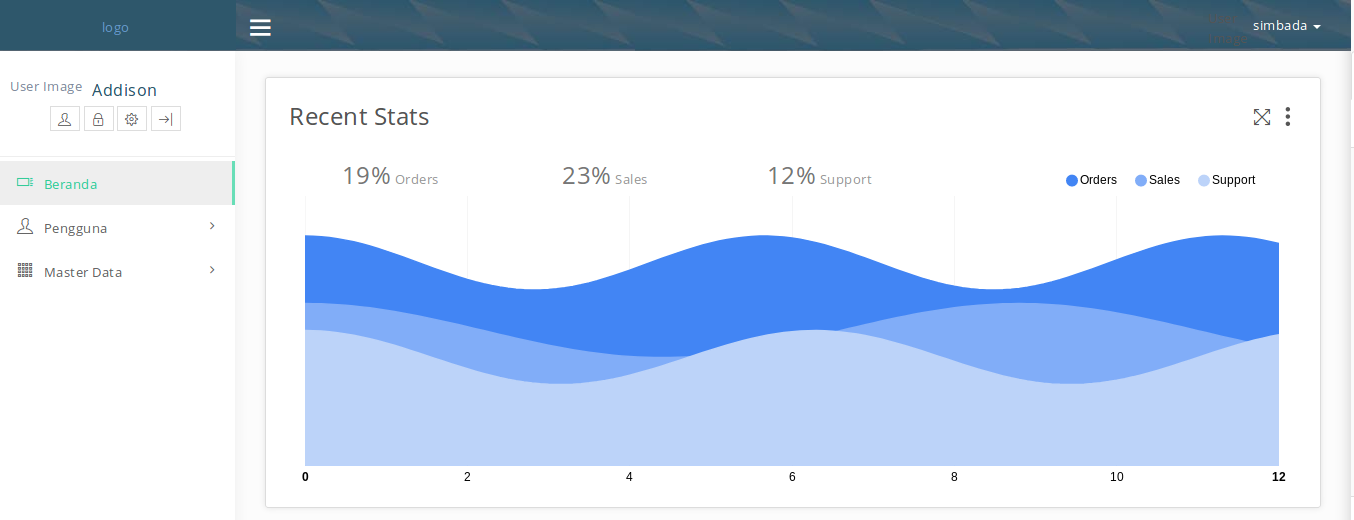 logo
simbada
User Image Addison
Beranda
Pengguna
Master Data
Recent Stats
19% Orders 23% Sales 12% Support
Orders Sales Support
0 2 4 6 8 10 12